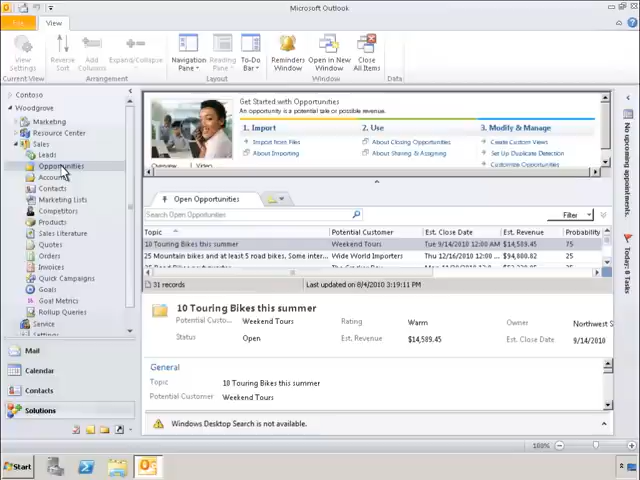 Microsoft Outlook
File
View
View
Settings
Reverse
Sort
Add
Columns
Expand/Collapse
Navigation
Pane
Reading
Pane
To-Do
Bar
Reminders
Window
Open in New
Window
Close
All Items
Current View
Arrangement
Layout
Window
Data
Contoso
Woodgrove
Marketing
Resource Center
Sales
Leads
Opportunities
Accounts
Contacts
Marketing Lists
Competitors
Products
Sales Literature
Quotes
Orders
Invoices
Quick Campaigns
Goals
Goal Metrics
Rollup Queries
Service
Settings
Mail
Calendar
Contacts
Solutions
Get Started with Opportunities
An opportunity is a potential sale or possible revenue.
1. Import
2. Use
3. Modify & Manage
Import from Files
About Importing
About Closing Opportunities
About Sharing & Assigning
Create Custom Views
Set Up Duplicate Detection
Customize Opportunities
Overview
Video
Open Opportunities
Search Open Opportunities
Filter
Topic
Potential Customer
Est. Close Date
Est. Revenue
Probability
10 Touring Bikes this summer
Weekend Tours
Tue 9/14/2010 12:00 AM
$14,589.45
75
25 Mountain bikes and at least 5 road bikes, Some inter...
Wide World Importers
Thu 12/16/2010 12:00 ...
$94,800.82
25
31 records
Last updated on 8/4/2010 3:19:11 PM
10 Touring Bikes this summer
Potential Custo...
Weekend Tours
Rating
Warm
Owner
Northwest S
Status
Open
Est. Revenue
$14,589.45
Est. Close Date
9/14/2010
General
Topic
10 Touring Bikes this summer
Potential Customer
Weekend Tours
Windows Desktop Search is not available.
No upcoming appointments.
Today: 0 Tasks
100%
Start